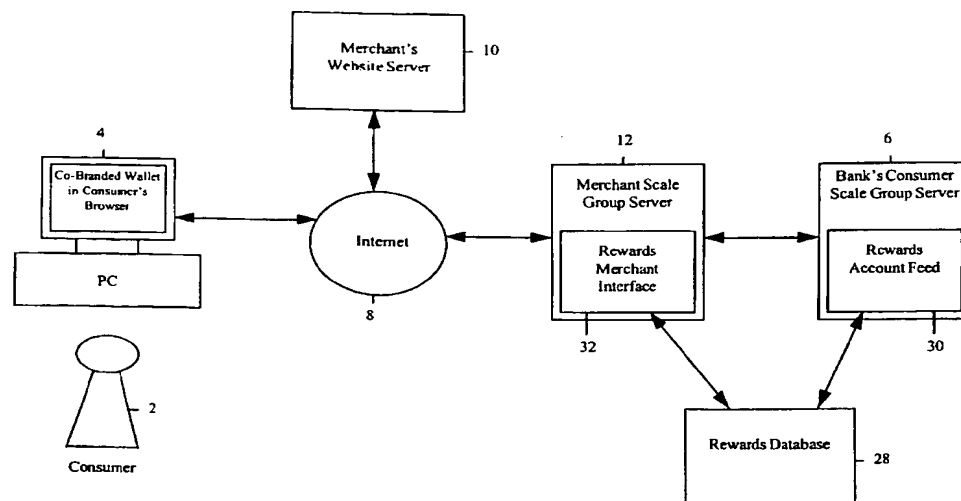 Merchant's
Website Server
10
4
Co-Branded Wallet
in Consumer's
Browser
PC
Internet
8
12
Merchant Scale
Group Server
Rewards
Merchant
Interface
32
6
Bank's Consumer
Scale Group Server
Rewards
Account Feed
30
2
Consumer
Rewards Database
28